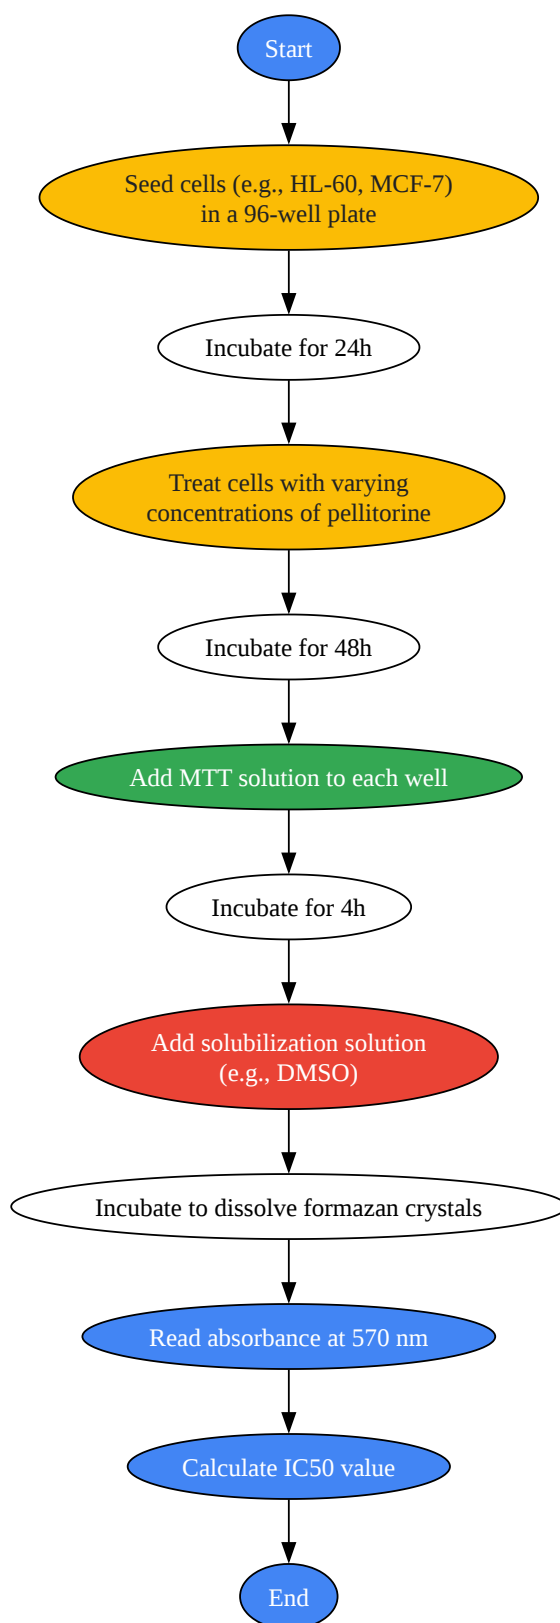 Start
Seed cells (e.g., HL-60, MCF-7)
in a 96-well plate
Incubate for 24h
Treat cells with varying
concentrations of pellitorine
Incubate for 48h
Add MTT solution to each well
Incubate for 4h
Add solubilization solution
(e.g., DMSO)
Incubate to dissolve formazan crystals
Read absorbance at 570 nm
Calculate IC50 value
End